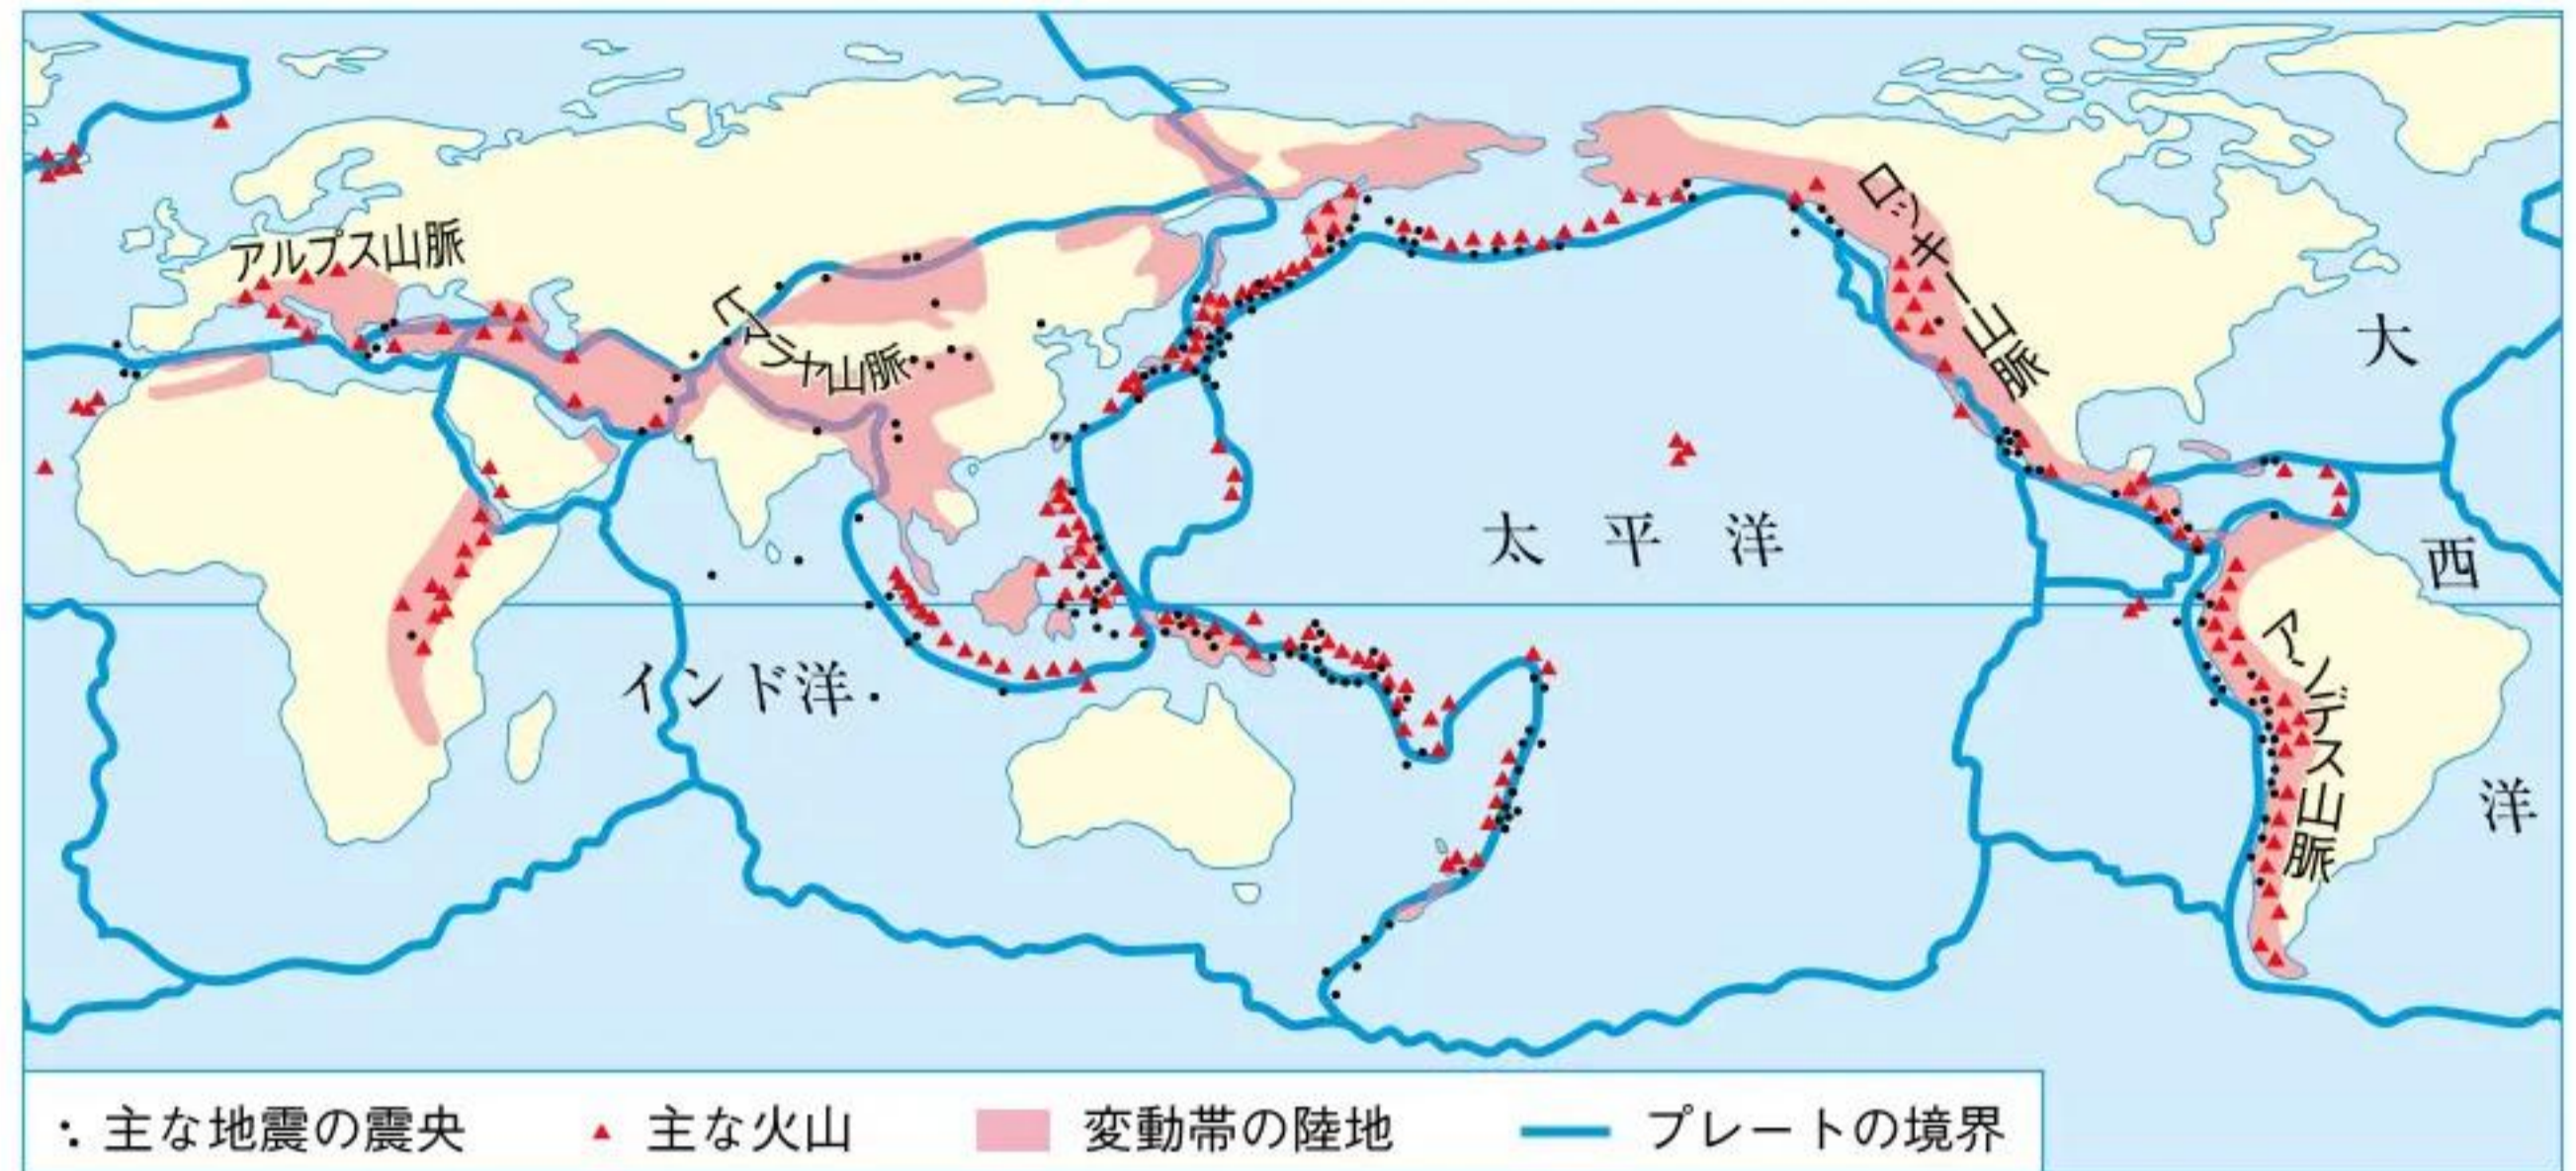 アルプス山脈
ヒマラヤ山脈
ロッキー山脈
大
西
洋
太平洋
インド洋
アンデス山脈
主な地震の震央
主な火山
変動帯の陸地
プレートの境界